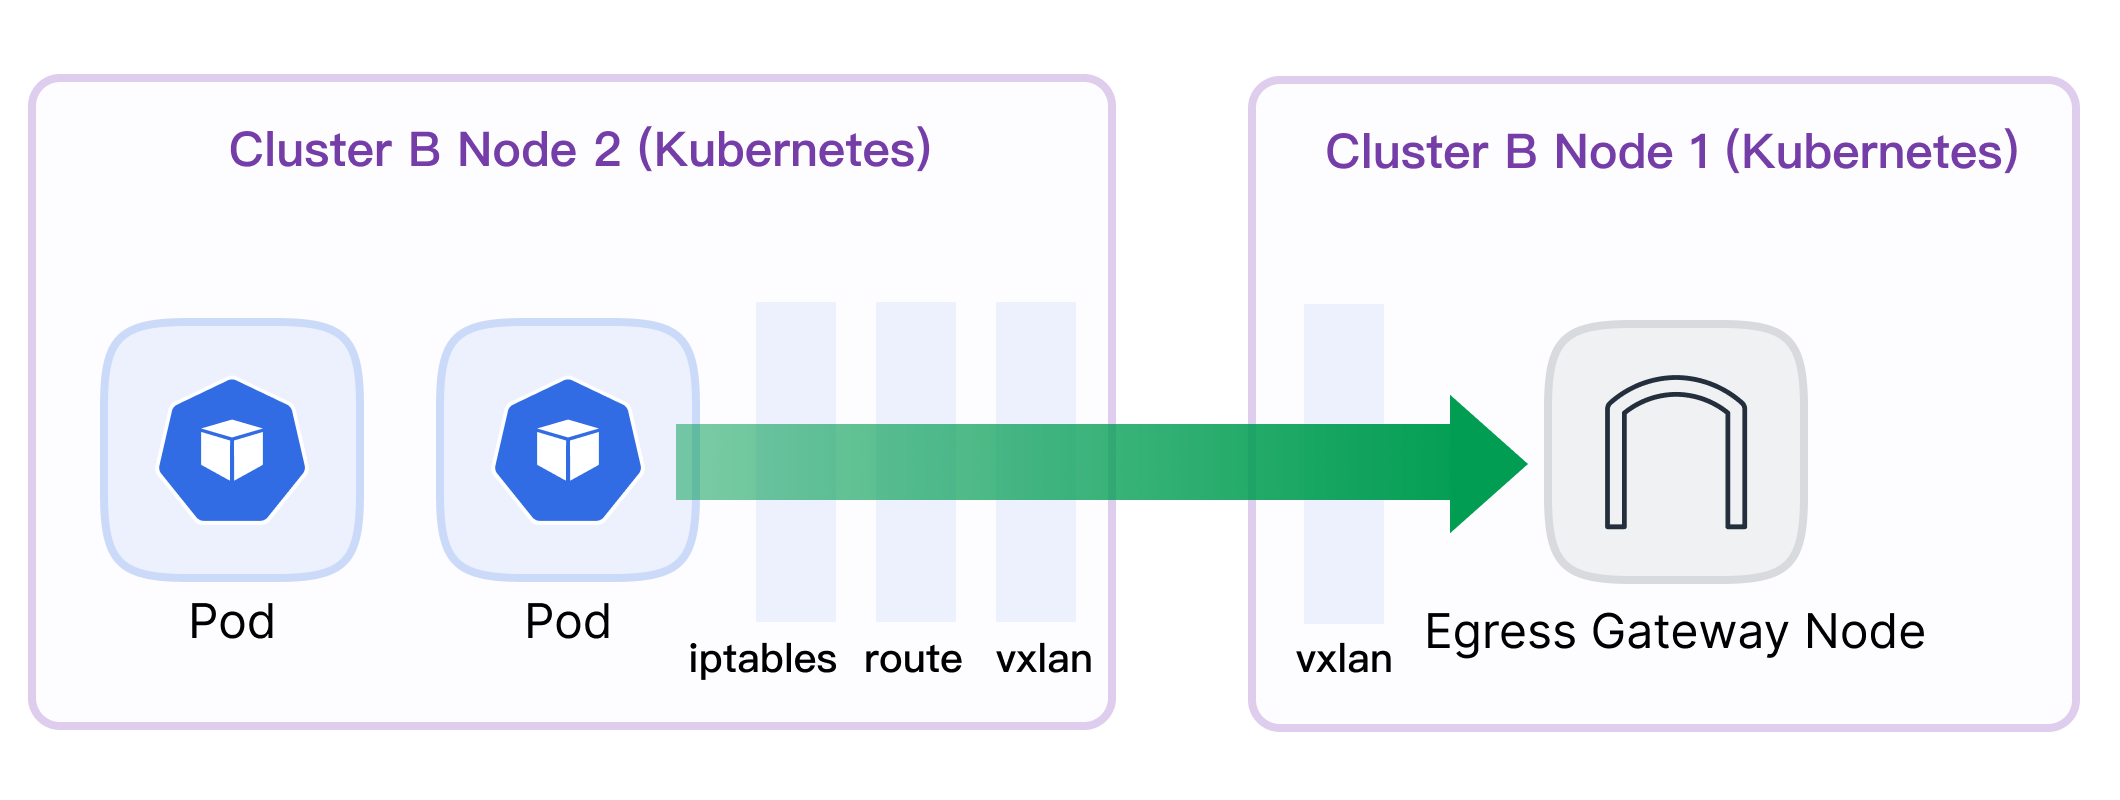 Cluster B Node 2 (Kubernetes)
Pod
Pod
iptables
route
vxlan
Cluster B Node 1 (Kubernetes)
vxlan
Egress Gateway Node